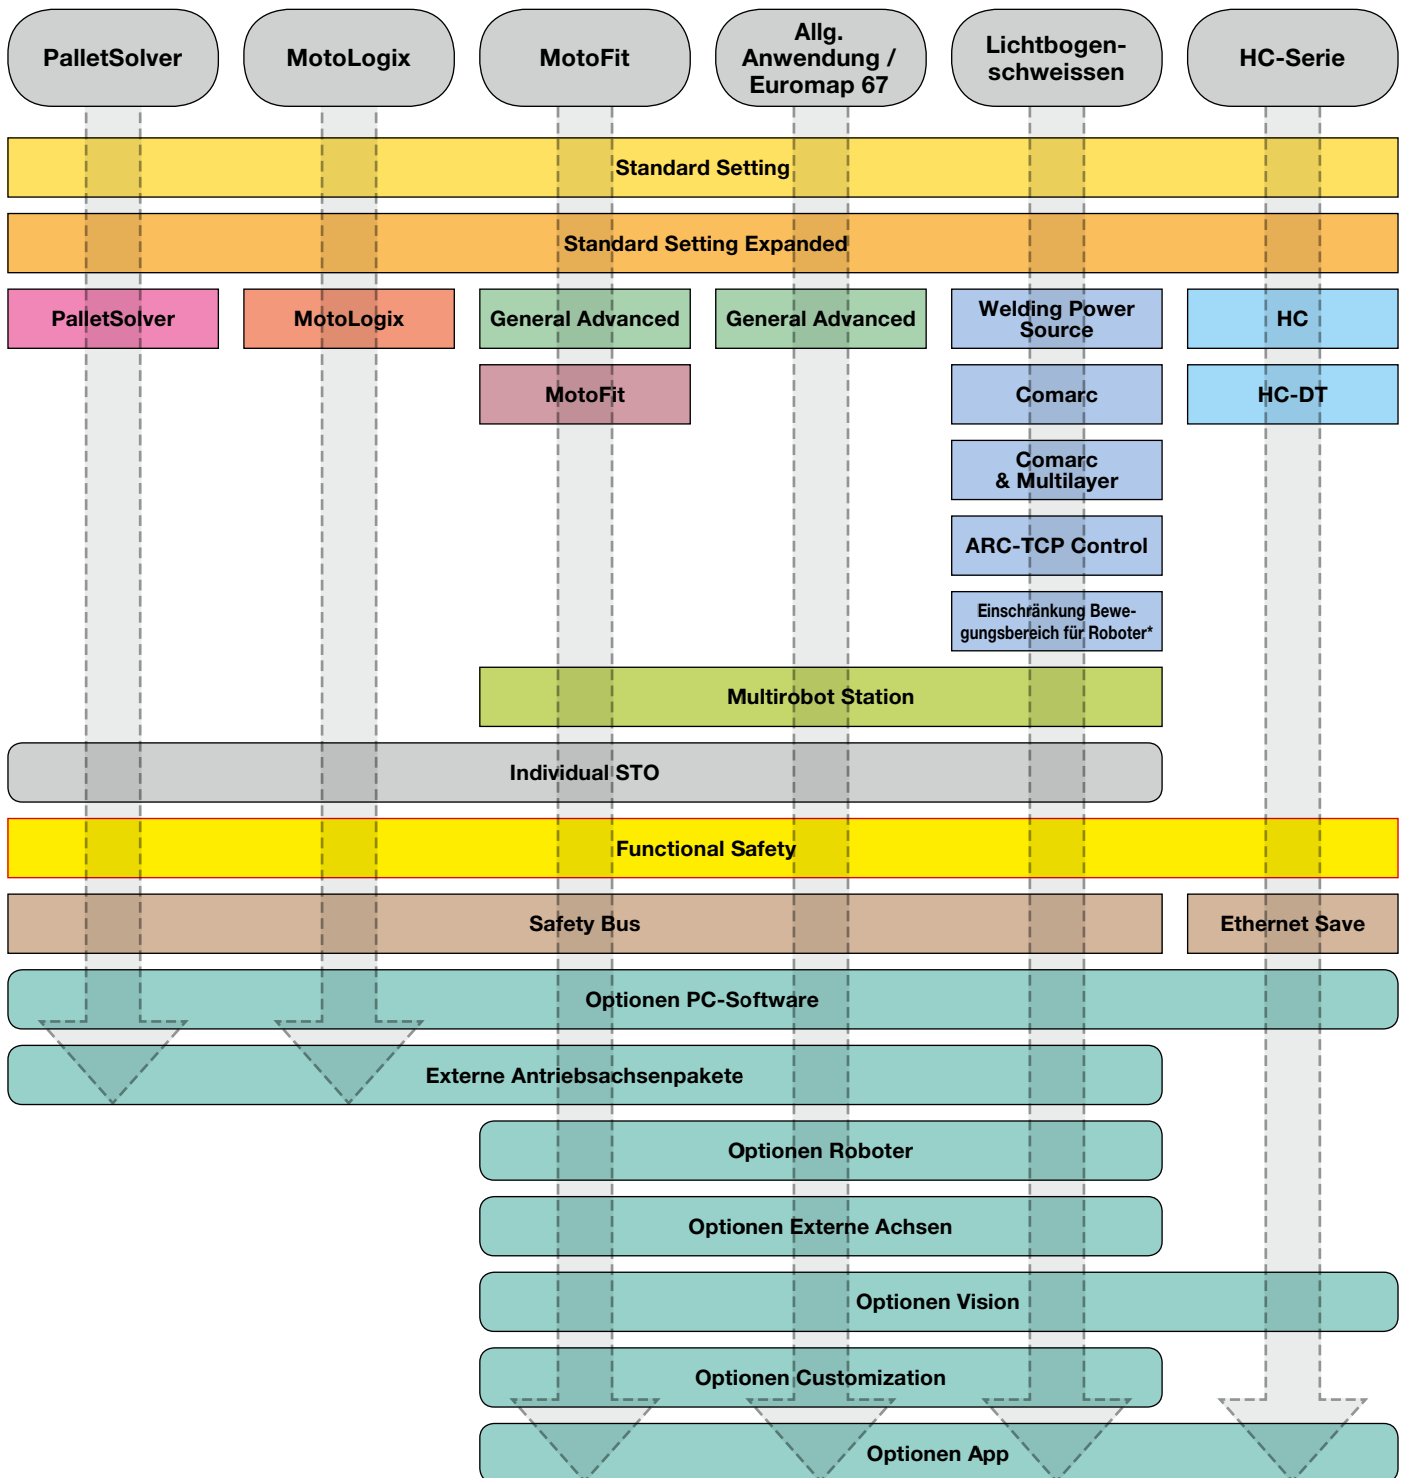 PalletSolver
MotoLogix
MotoFit
Allg.
Anwendung /
Euromap 67
Lichtbogen-
schweissen
HC-Serie
Standard Setting
Standard Setting Expanded
PalletSolver
MotoLogix
General Advanced
General Advanced
Welding Power
Source
HC
MotoFit
Comarc
HC-DT
Comarc
& Multilayer
ARC-TCP Control
Einschränkung Bewe-
gungsbereich für Roboter*
Multirobot Station
Individual STO
Functional Safety
Safety Bus
Ethernet Save
Optionen PC-Software
Externe Antriebsachsenpakete
Optionen Roboter
Optionen Externe Achsen
Optionen Vision
Optionen Customization
Optionen App